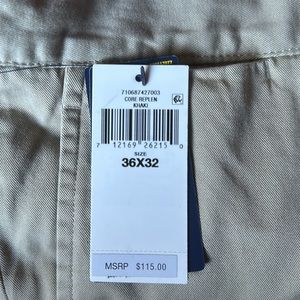 710687427003
CORE REPLEN
KHAKI
7 12169 26215 0
SIZE
36X32
MSRP $115.00